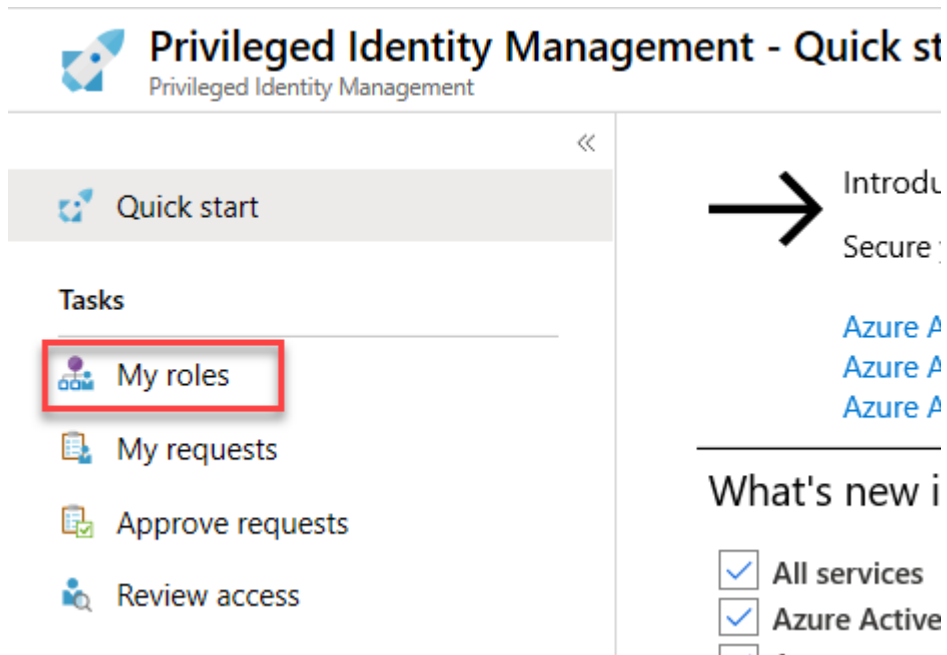 Privileged Identity Management - Quick st
Privileged Identity Management
«
Quick start
Tasks
My roles
My requests
Approve requests
Review access
Introdu
Secure
Azure A
Azure A
Azure A
What's new i
All services
Azure Active